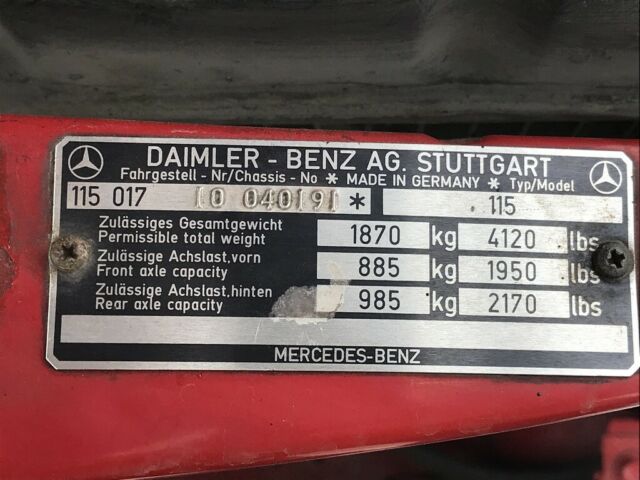 DAIMLER - BENZ AG. STUTTGART
Fahrgestell - Nr/Chassis - No * MADE IN GERMANY * Typ/Model
115 017 10 040191* 115
Zulässiges Gesamtgewicht
Permissible total weight 1870 kg 4120 lbs
Zulässige Achslast,vorn
Front axle capacity 885 kg 1950 lbs
Zulässige Achslast,hinten
Rear axle capacity 985 kg 2170 lbs
MERCEDES-BENZ